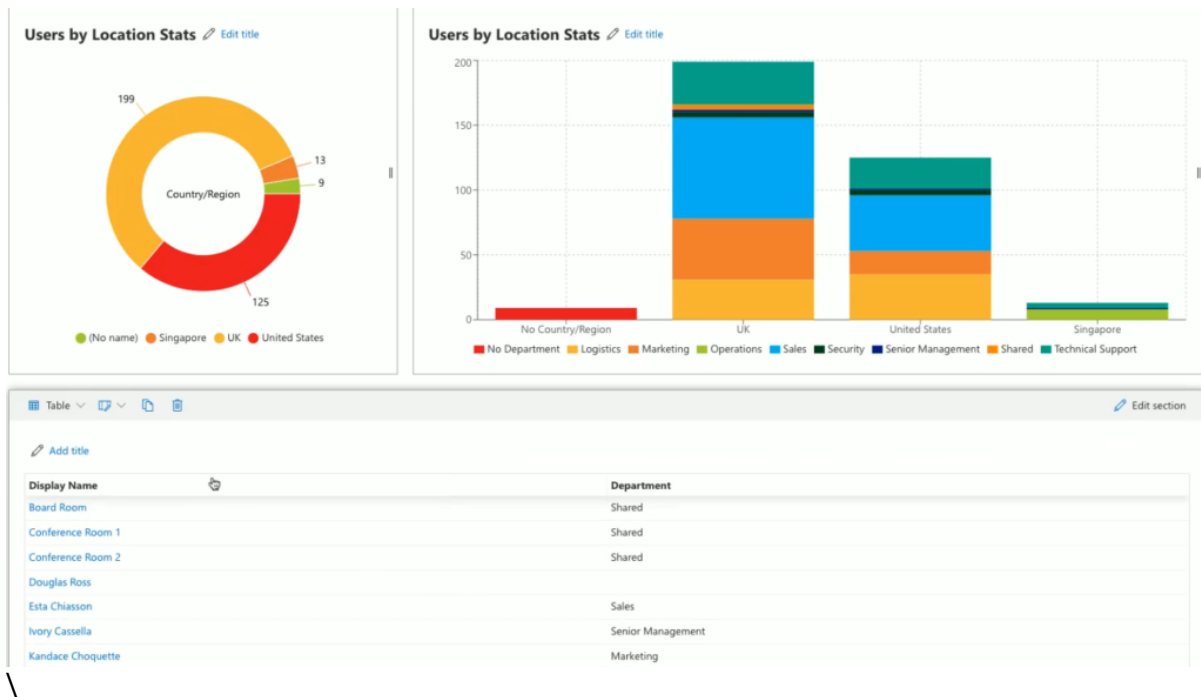 Users by Location Stats Edit title
199
13
9
Country/Region
125
(No name) Singapore UK United States
Users by Location Stats Edit title
200
150
100
50
0
No Country/Region UK United States Singapore
No Department Logistics Marketing Operations Sales Security Senior Management Shared Technical Support
Table
Edit section
Add title
Display Name Department
Board Room Shared
Conference Room 1 Shared
Conference Room 2 Shared
Douglas Ross
Esta Chiasson Sales
Ivory Cassella Senior Management
Kandace Choquette Marketing
\